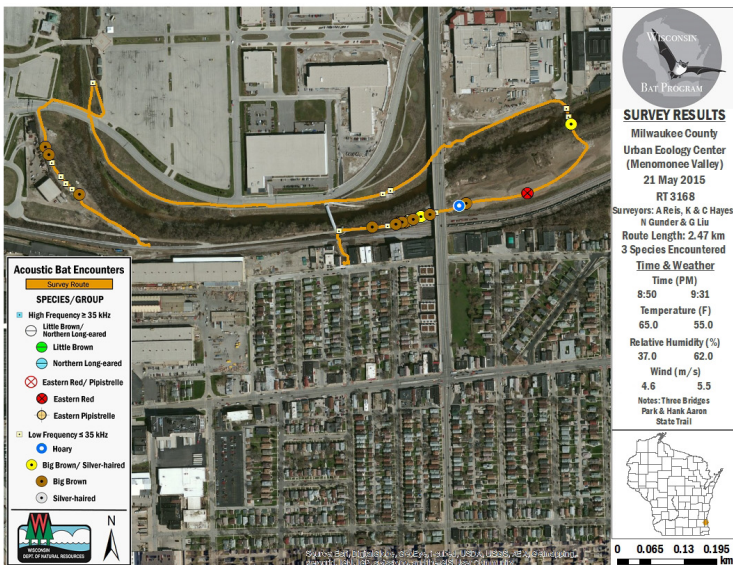 WISCONSIN
BAT PROGRAM
SURVEY RESULTS
Milwaukee County
Urban Ecology Center
(Menomonee Valley)
21 May 2015
RT 3168
Surveyors: A Reis, K & C Hayes
N Gunder & G Liu
Route Length: 2.47 km
3 Species Encountered
Time & Weather
Time (PM)
8:50 9:31
Temperature (F)
65.0 55.0
Relative Humidity (%)
37.0 62.0
Wind (m/s)
4.6 5.5
Notes: Three Bridges
Park & Hank Aaron
State Trail
0 0.065 0.13 0.195
km
Acoustic Bat Encounters
Survey Route
SPECIES/GROUP
High Frequency ≥ 35 kHz
Little Brown/
Northern Long-eared
Little Brown
Northern Long-eared
Eastern Red/ Pipistrelle
Eastern Red
Eastern Pipistrelle
Low Frequency ≤ 35 kHz
Hoary
Big Brown/ Silver-haired
Big Brown
Silver-haired
WISCONSIN
DEPT. OF NATURAL RESOURCES
N